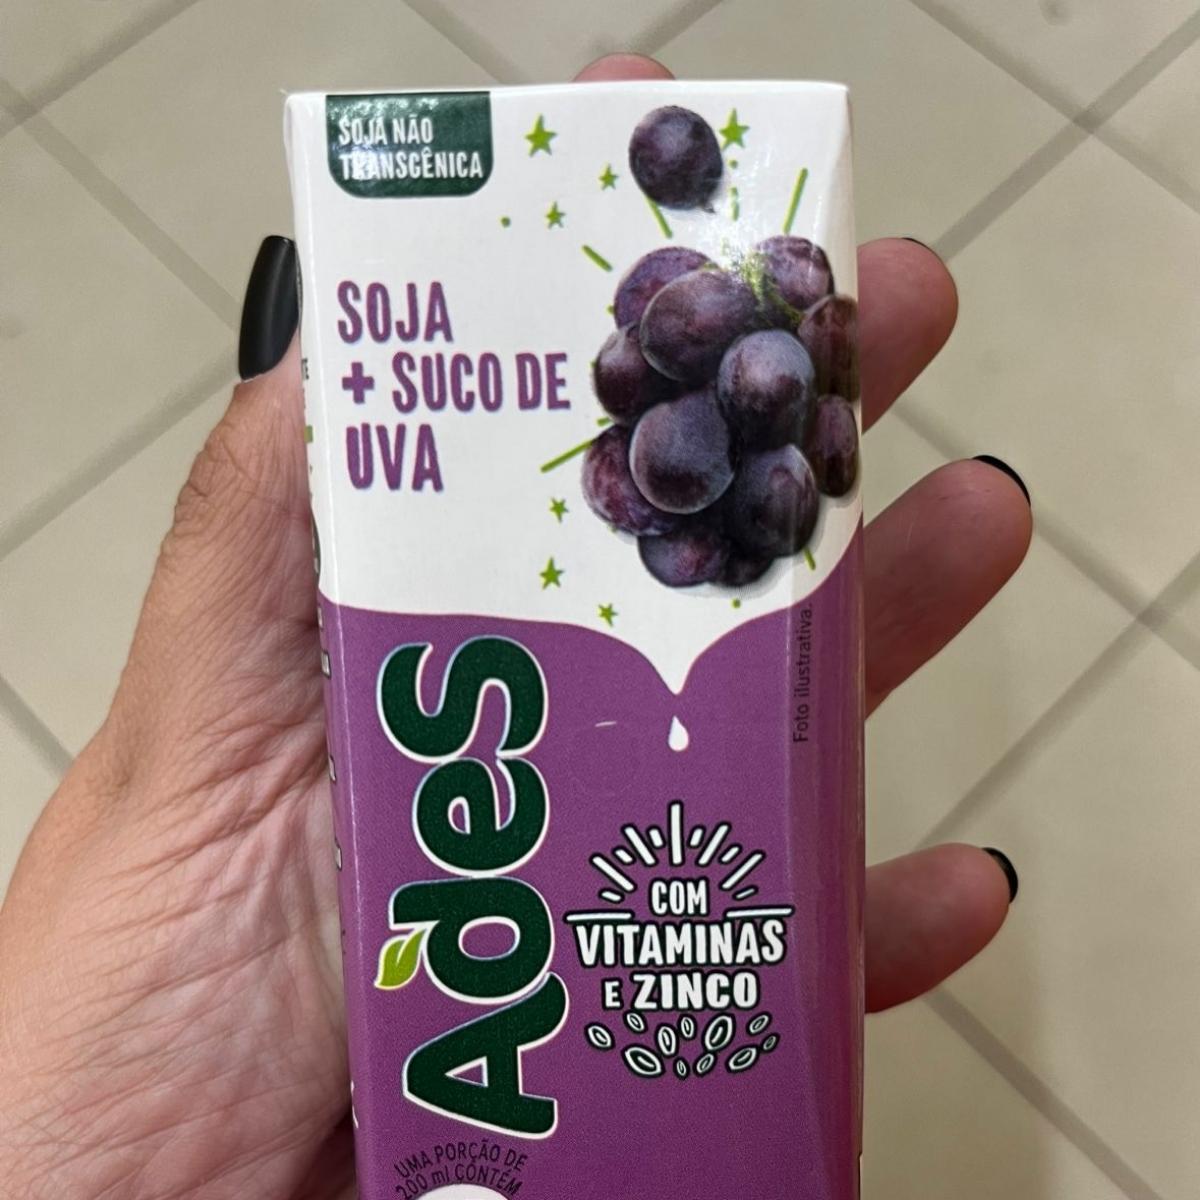 SOJA NÃO
TRANSGÊNICA
SOJA
+ SUCO DE
UVA
Foto ilustrativa.
AdeS
COM
VITAMINAS
E ZINCO
UMA PORÇÃO DE
200 ml CONTÉM